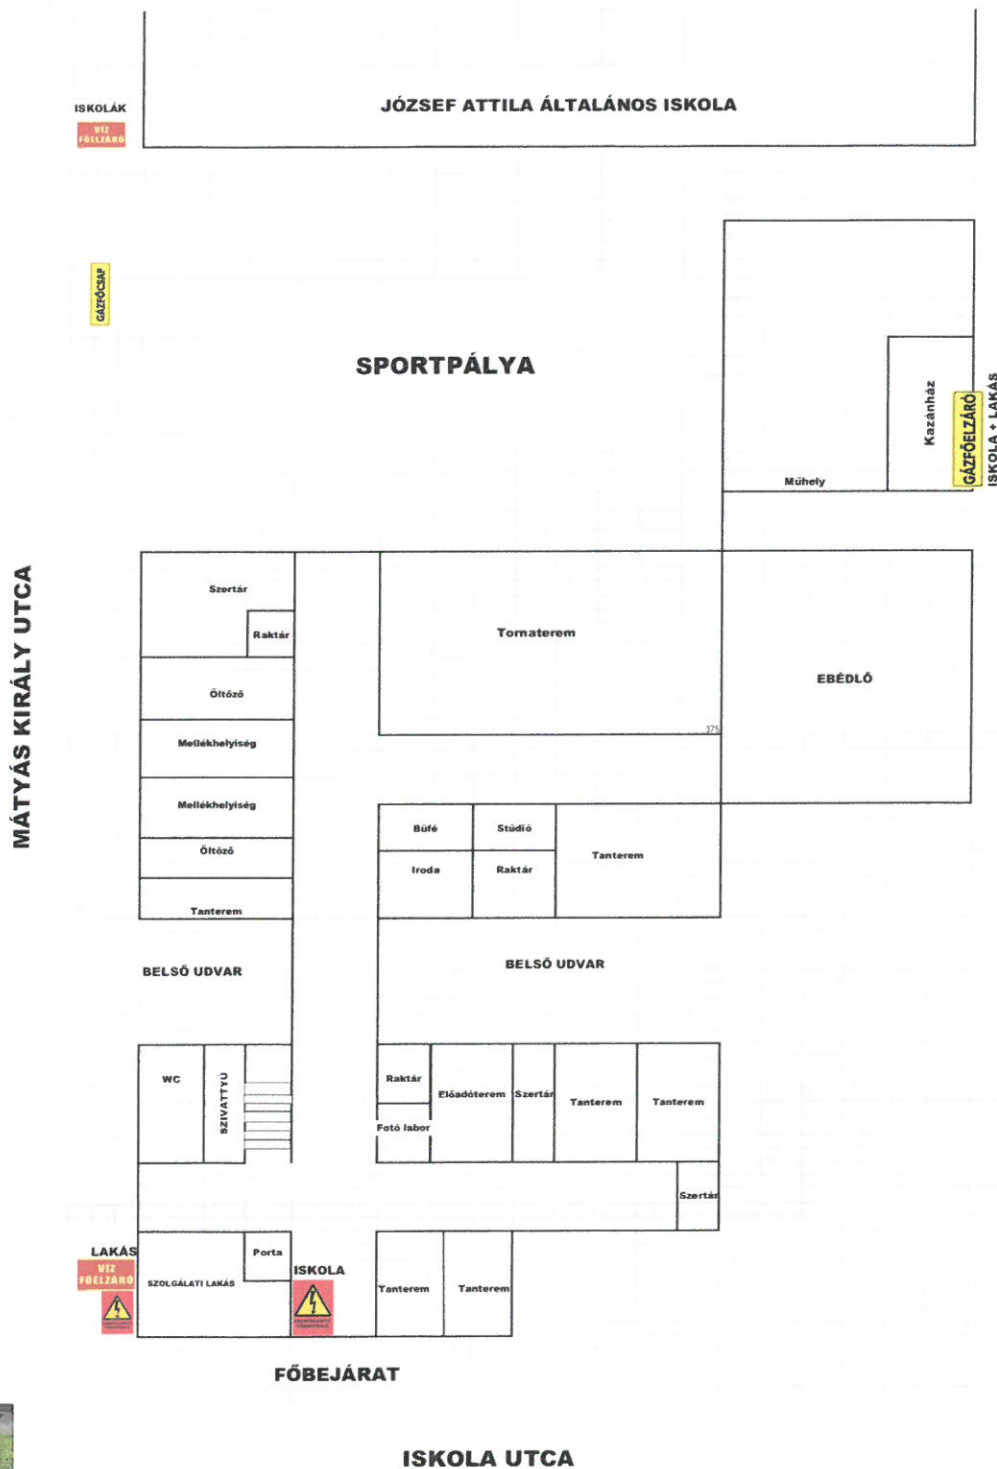 ISKOLÁK
VÍZ
FŐELZÁRÓ
JÓZSEF ATTILA ÁLTALÁNOS ISKOLA
GÁZFŐCSAP
SPORTPÁLYA
Kazánház
GÁZFŐELZÁRÓ
ISKOLA + LAKÁS
Műhely
MÁTYÁS KIRÁLY UTCA
Szertár
Raktár
Tornaterem
EBÉDLŐ
Öltöző
375
Mellékhelyiség
Mellékhelyiség
Öltöző
Tanterem
Büfé
Stúdió
Tanterem
Iroda
Raktár
BELSŐ UDVAR
BELSŐ UDVAR
WC
SZIVATTYÚ
Raktár
Előadóterem
Szertár
Tanterem
Tanterem
Fotó labor
Szertár
LAKÁS
VÍZ
FŐELZÁRÓ
SZOLGÁLATI LAKÁS
Porta
ISKOLA
Tanterem
Tanterem
FŐBEJÁRAT
ISKOLA UTCA